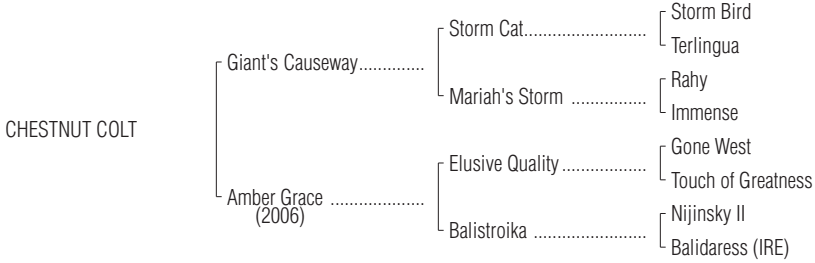 CHESTNUT COLT
Giant's Causeway..............
Amber Grace ....................
(2006)
Storm Cat..........................
Mariah's Storm ................
Elusive Quality..................
Balistroika ........................
Storm Bird
Terlingua
Rahy
Immense
Gone West
Touch of Greatness
Nijinsky II
Balidaress (IRE)